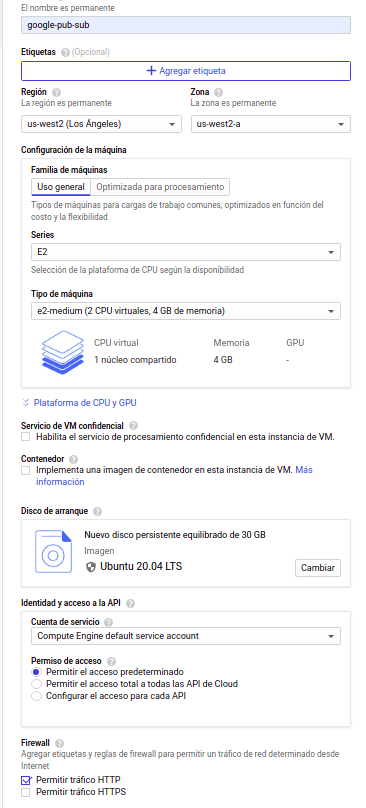 El nombre es permanente
google-pub-sub
Etiquetas ? (Opcional)
+ Agregar etiqueta
Región ? Zona ?
La región es permanente La zona es permanente
us-west2 (Los Ángeles) us-west2-a
Configuración de la máquina
Familia de máquinas
Uso general Optimizada para procesamiento
Tipos de máquinas para cargas de trabajo comunes, optimizados en función del
costo y la flexibilidad
Series
E2
Selección de la plataforma de CPU según la disponibilidad
Tipo de máquina
e2-medium (2 CPU virtuales, 4 GB de memoria)
CPU virtual Memoria GPU
1 núcleo compartido 4 GB -
Plataforma de CPU y GPU
Servicio de VM confidencial ?
Habilita el servicio de procesamiento confidencial en esta instancia de VM.
Contenedor ?
Implementa una imagen de contenedor en esta instancia de VM. Más
información
Disco de arranque ?
Nuevo disco persistente equilibrado de 30 GB
Imagen
Ubuntu 20.04 LTS Cambiar
Identidad y acceso a la API ?
Cuenta de servicio ?
Compute Engine default service account
Permiso de acceso ?
Permitir el acceso predeterminado
Permitir el acceso total a todas las API de Cloud
Configurar el acceso para cada API
Firewall ?
Agregar etiquetas y reglas de firewall para permitir un tráfico de red determinado desde
Internet
Permitir tráfico HTTP
Permitir tráfico HTTPS